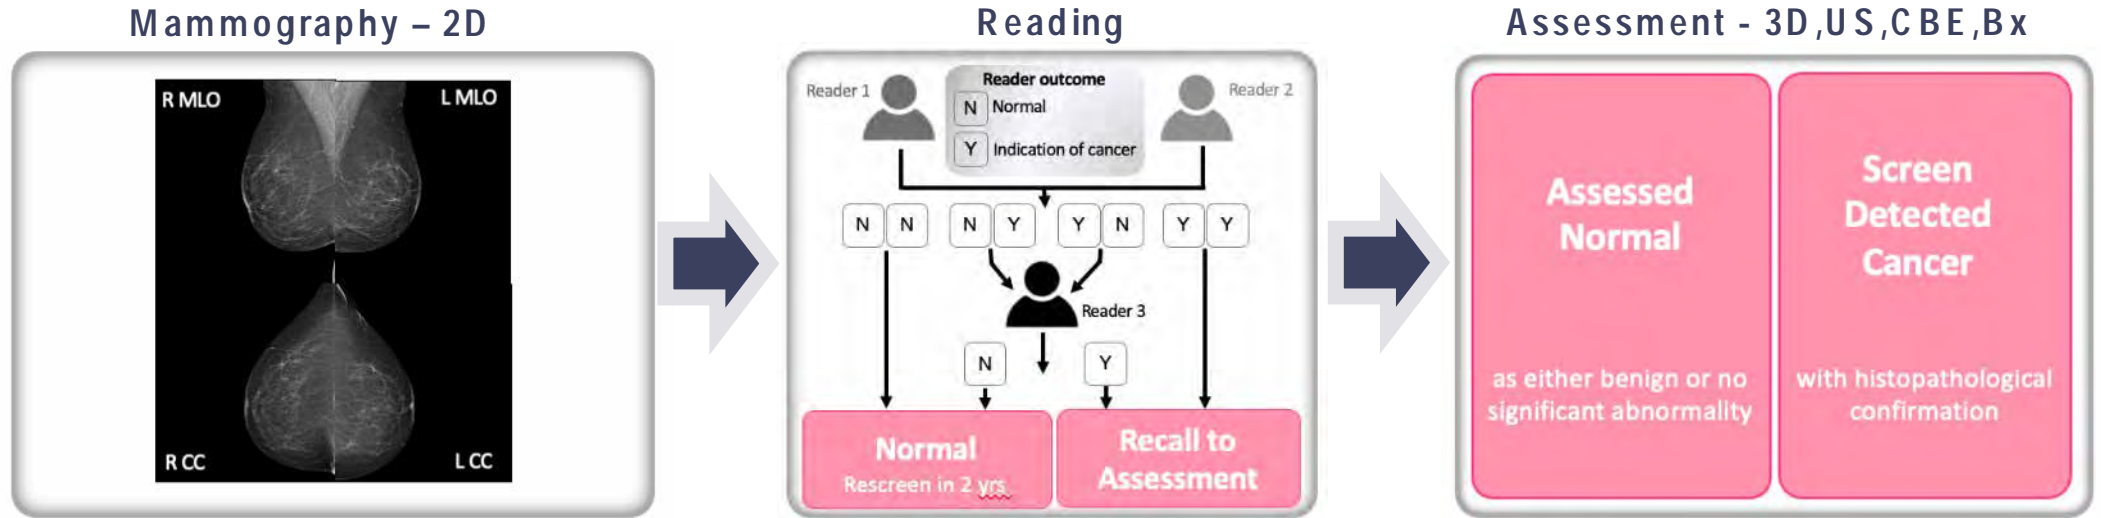 Mammography – 2D
R MLO
L MLO
R CC
L CC
Reading
Reader 1
Reader outcome
N Normal
Y Indication of cancer
Reader 2
N N N Y Y N Y Y
Reader 3
N Y
Normal
Rescreen in 2 yrs
Recall to
Assessment
Assessment - 3D,US,CBE,Bx
Assessed
Normal
as either benign or no
significant abnormality
Screen
Detected
Cancer
with histopathological
confirmation